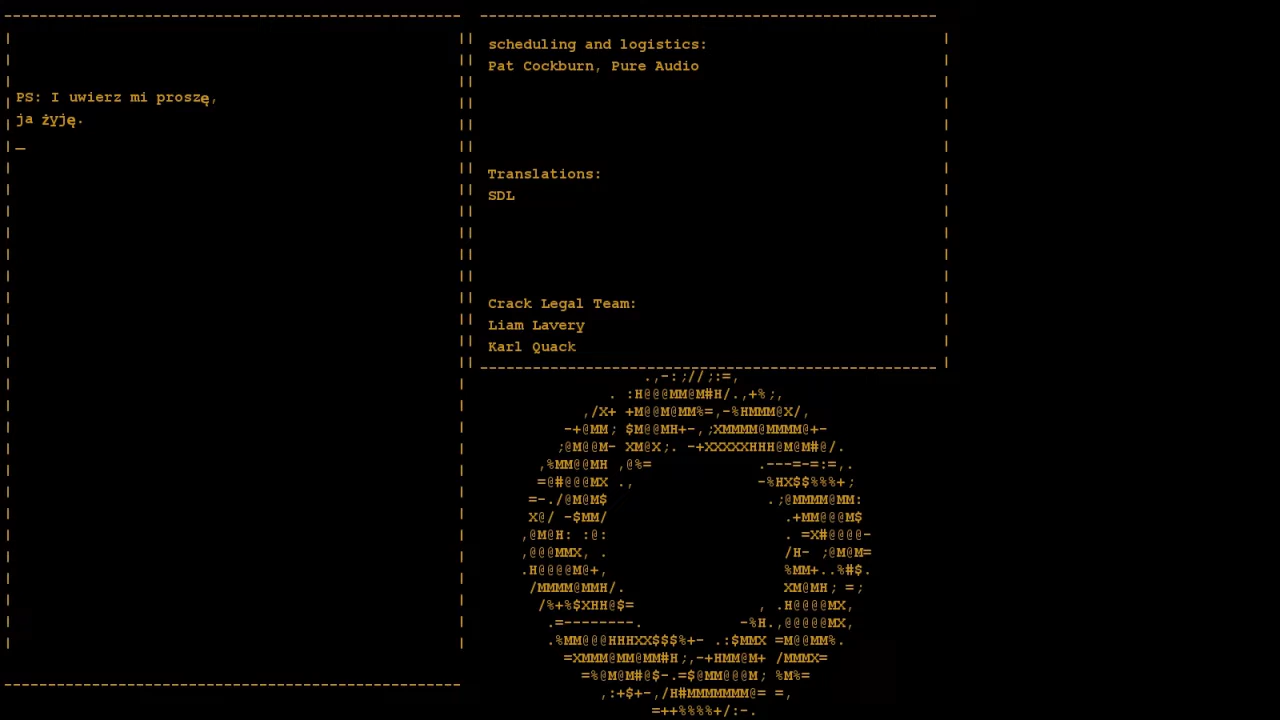 PS: I uwierz mi proszę,
ja żyję.
_
scheduling and logistics:
Pat Cockburn, Pure Audio
Translations:
SDL
Crack Legal Team:
Liam Lavery
Karl Quack